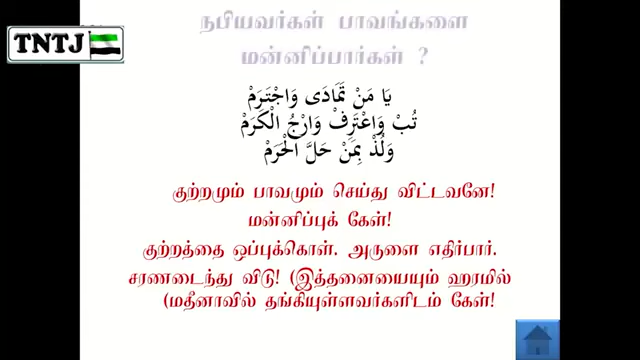 TNTJ
நபியவர்கள் பாவங்களை
மன்னிப்பார்கள் ?
يَا مَنْ تَمَادَى وَاجْتَرَمْ
تُبْ وَاعْتَرِفْ وَارْجُ الْكَرَمْ
وَلُذْ بِمَنْ حَلَّ الْحَرَمْ
குற்றமும் பாவமும் செய்து விட்டவனே!
மன்னிப்புக் கேள்!
குற்றத்தை ஒப்புக்கொள். அருளை எதிர்பார்.
சரணடைந்து விடு! (இத்தனையையும் ஹரமில்
(மதீனாவில் தங்கியுள்ளவர்களிடம் கேள்!